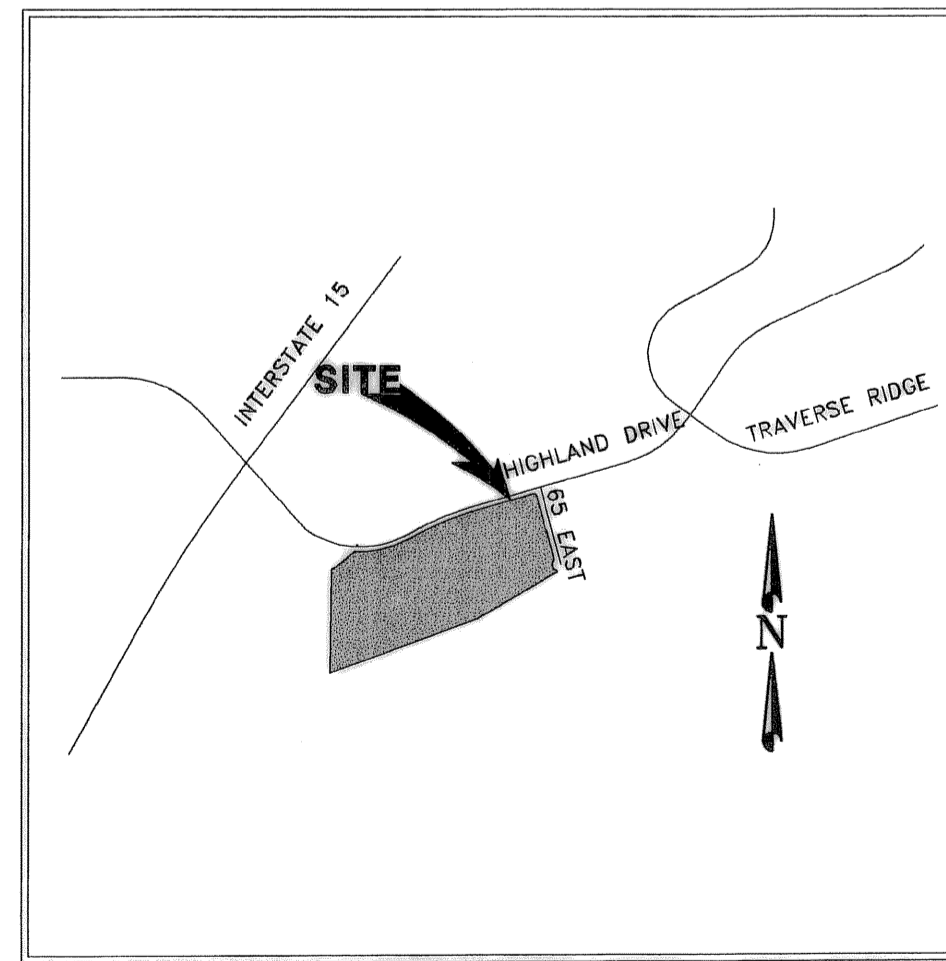 INTERSTATE 15
SITE
HIGHLAND DRIVE
TRAVERSE RIDGE
65 EAST
N